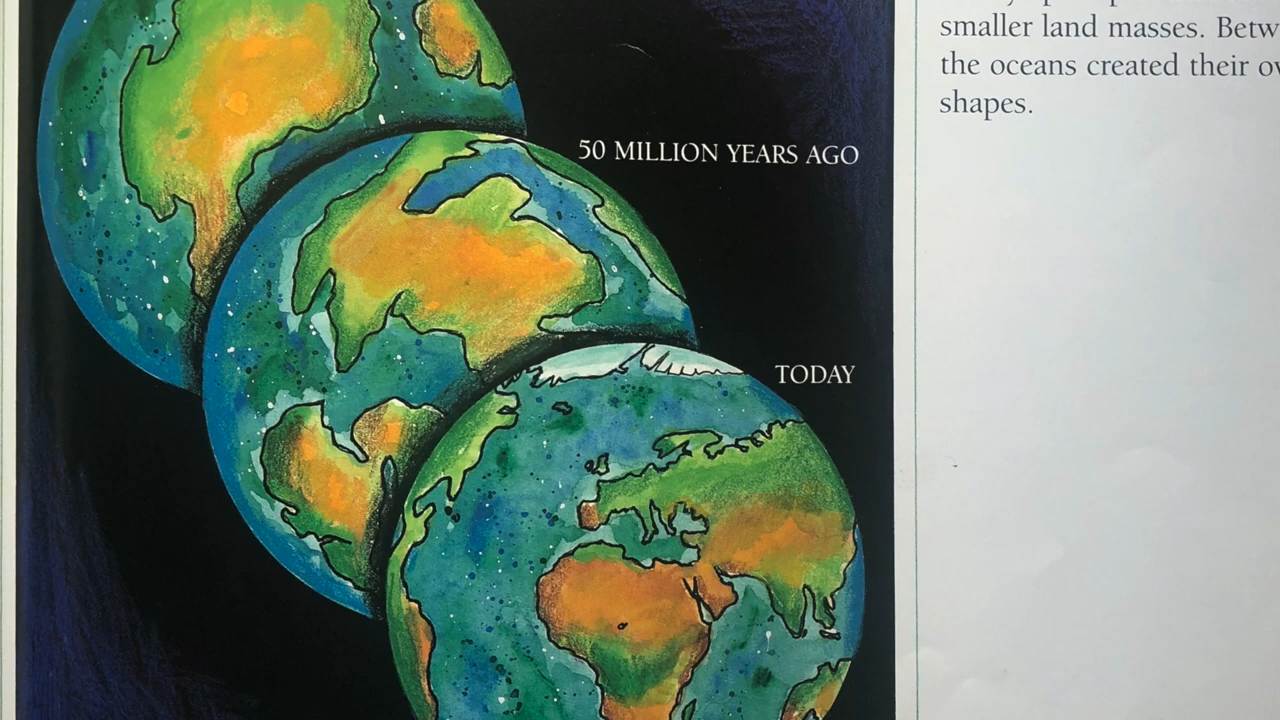 smaller land masses. Betw
the oceans created their ov
shapes.
50 MILLION YEARS AGO
TODAY